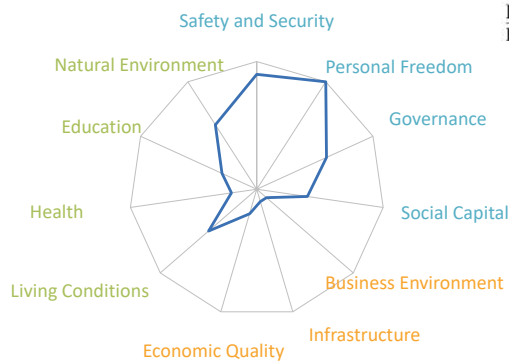 Safety and Security
Natural Environment
Personal Freedom
Education
Governance
Health
Social Capital
Living Conditions
Business Environment
Infrastructure
Economic Quality